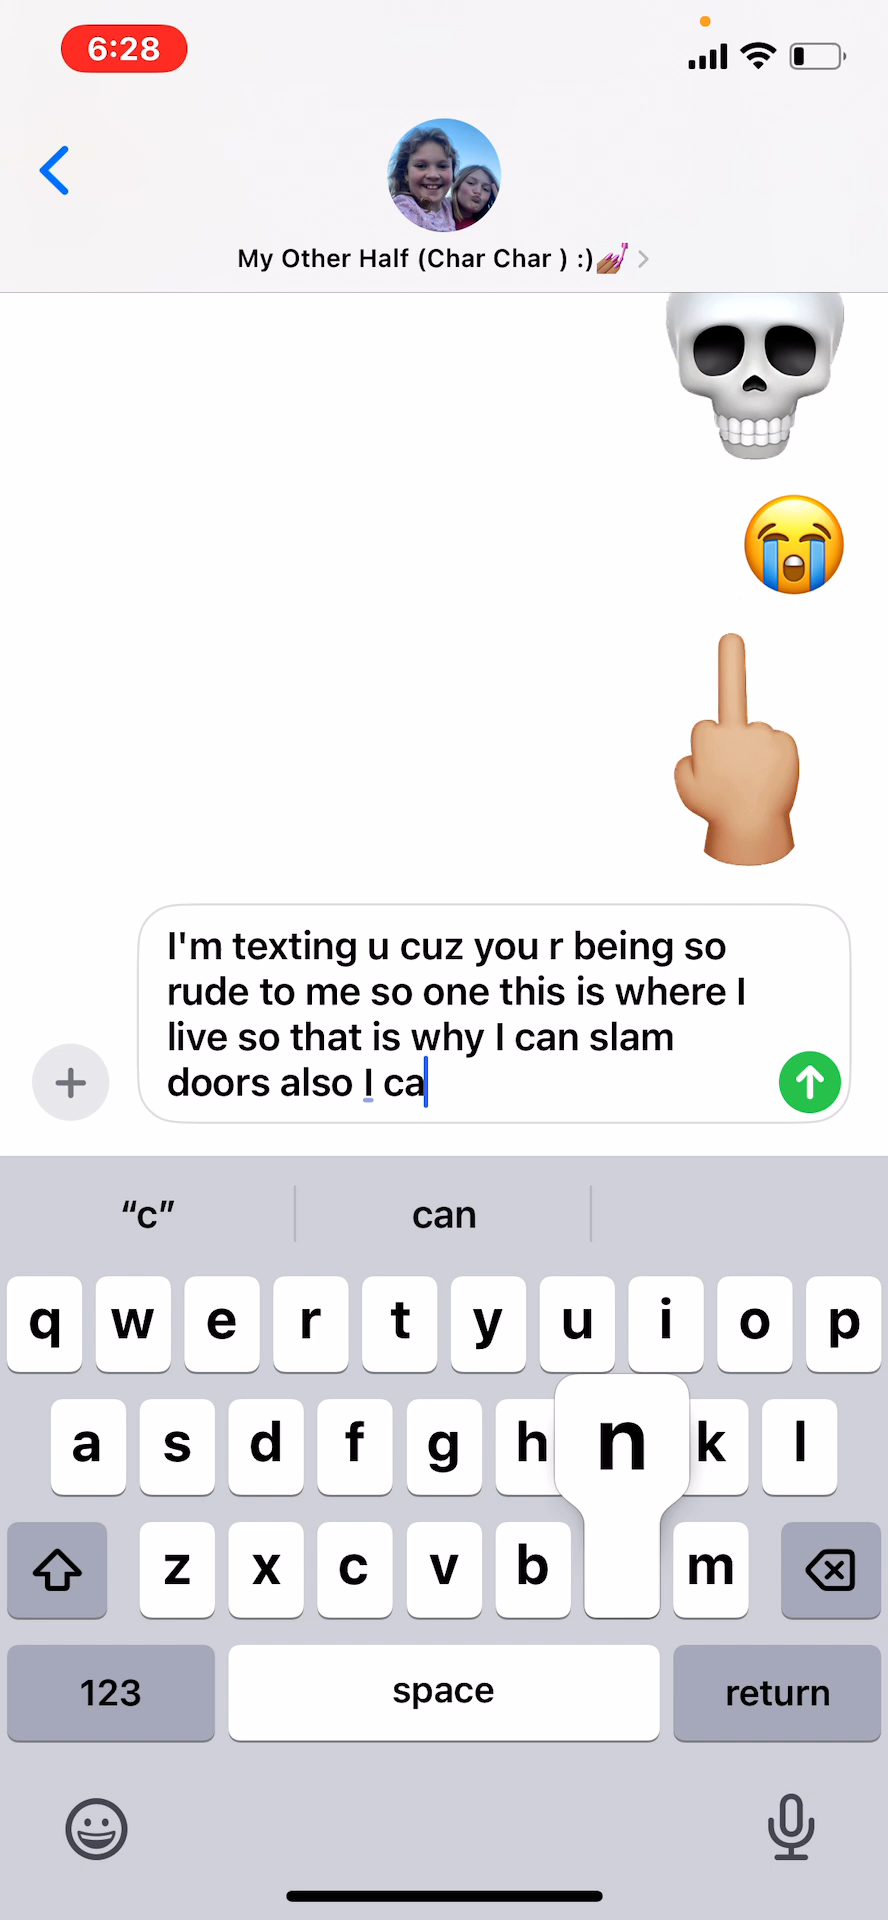 6:28
My Other Half (Char Char ) :)💅🏽
I'm texting u cuz you r being so
rude to me so one this is where I
live so that is why I can slam
doors also I ca
“c”
can
q w e r t y u i o p
a s d f g h n k l
z x c v b m
123
space
return